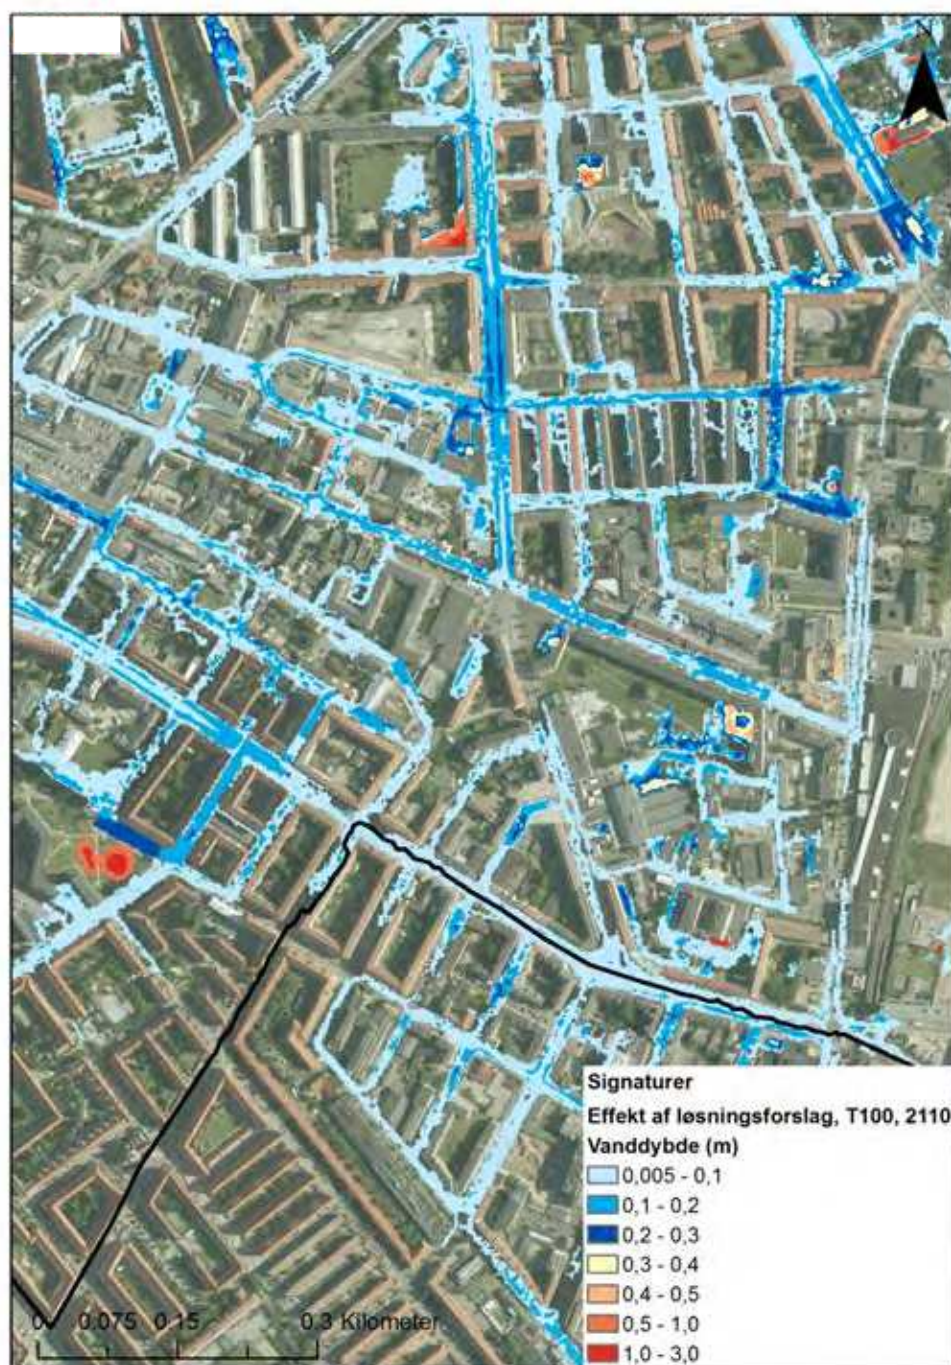 N
Signaturer
Effekt af løsningsforslag, T100, 2110
Vanddybde (m)
0,005 - 0,1
0,1 - 0,2
0,2 - 0,3
0,3 - 0,4
0,4 - 0,5
0,5 - 1,0
1,0 - 3,0
0 0.075 0.15 0.3 Kilometer